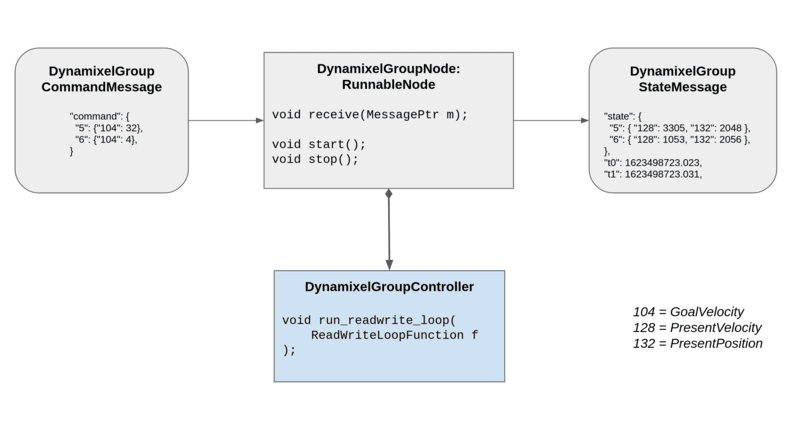 DynamixelGroup
CommandMessage
"command": {
"5": {"104": 32},
"6": {"104": 4},
}
DynamixelGroupNode:
RunnableNode
void receive(MessagePtr m);
void start();
void stop();
DynamixelGroup
StateMessage
"state": {
"5": { "128": 3305, "132": 2048 },
"6": { "128": 1053, "132": 2056 },
},
"t0": 1623498723.023,
"t1": 1623498723.031,
DynamixelGroupController
void run_readwrite_loop(
ReadWriteLoopFunction f
);
104 = GoalVelocity
128 = PresentVelocity
132 = PresentPosition